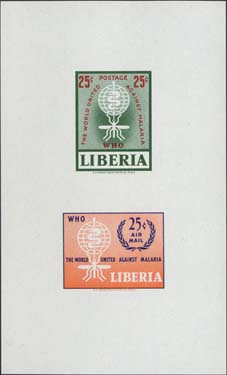 25¢ POSTAGE 25¢
THE WORLD UNITED AGAINST MALARIA
WHO
LIBERIA
WHO
25¢
AIR
MAIL
THE WORLD UNITED AGAINST MALARIA
LIBERIA